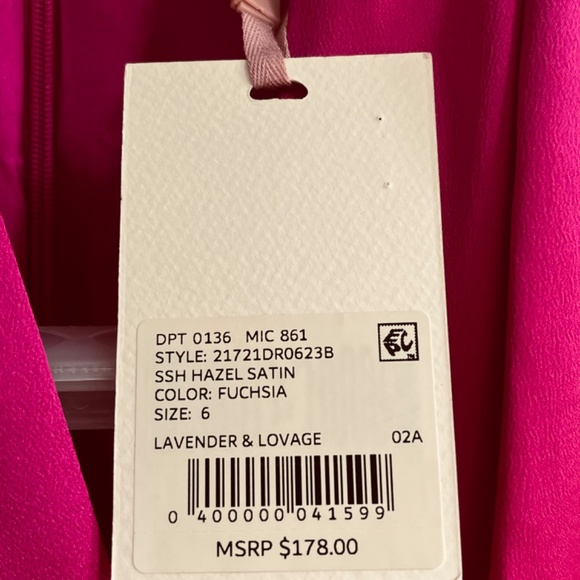 DPT 0136 MIC 861
STYLE: 21721DR0623B
SSH HAZEL SATIN
COLOR: FUCHSIA
SIZE: 6
LAVENDER & LOVAGE 02A
0 400000 041599
MSRP $178.00